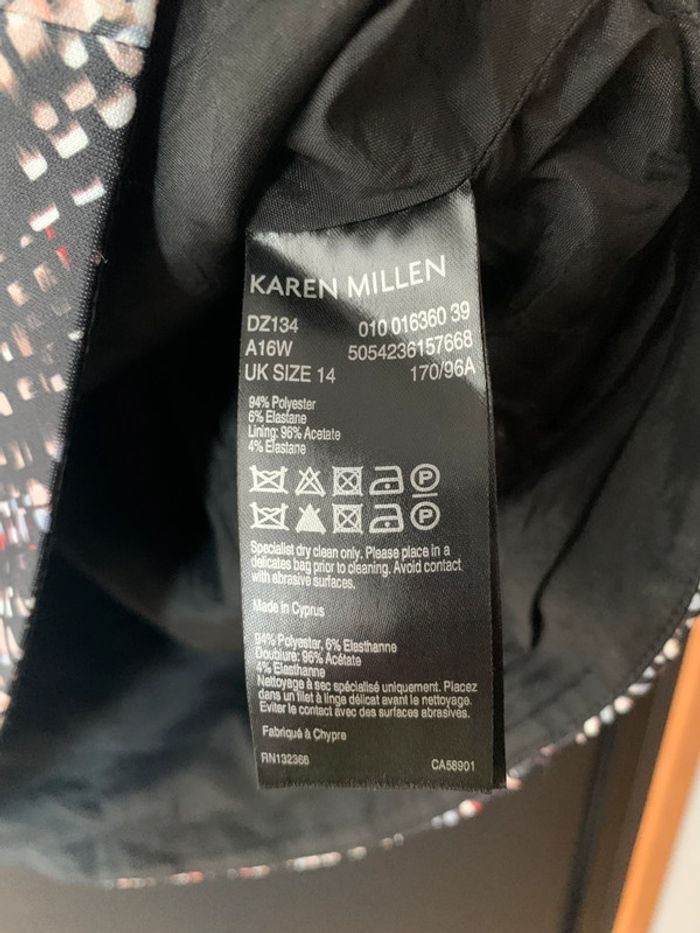 KAREN MILLEN
DZ134 010 016360 39
A16W 5054236157668
UK SIZE 14 170/96A
94% Polyester
6% Elastane
Lining: 96% Acetate
4% Elastane
P
P
Specialist dry clean only. Please place in a
delicates bag prior to cleaning. Avoid contact
with abrasive surfaces.
Made in Cyprus
94% Polyester, 6% Elasthanne
Doublure: 96% Acétate
4% Elasthanne
Nettoyage à sec spécialisé uniquement. Placez
dans un filet à linge délicat avant le nettoyage.
Eviter le contact avec des surfaces abrasives.
Fabriqué à Chypre
RN132366 CA58901